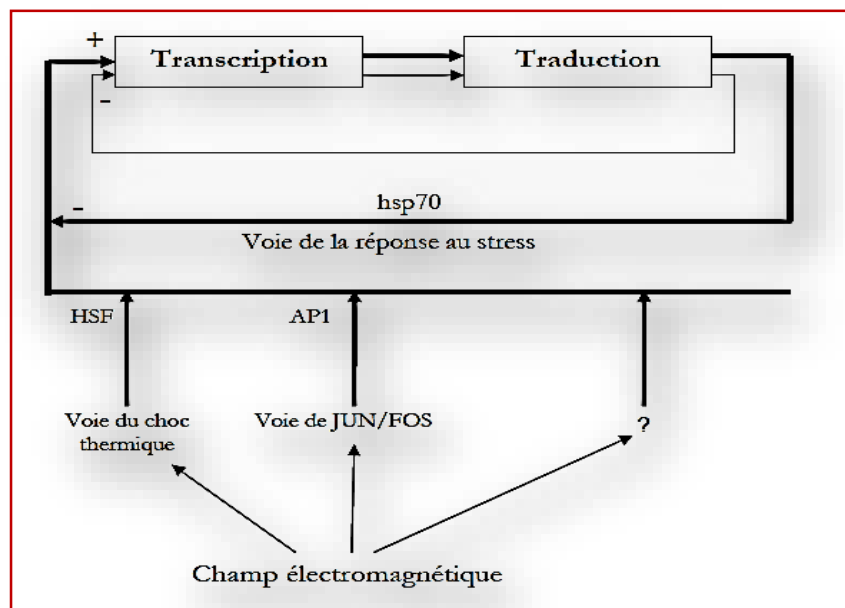 +
Transcription
Traduction
-
hsp70
-
Voie de la réponse au stress
HSF
AP1
Voie du choc
thermique
Voie de JUN/FOS
?
Champ électromagnétique